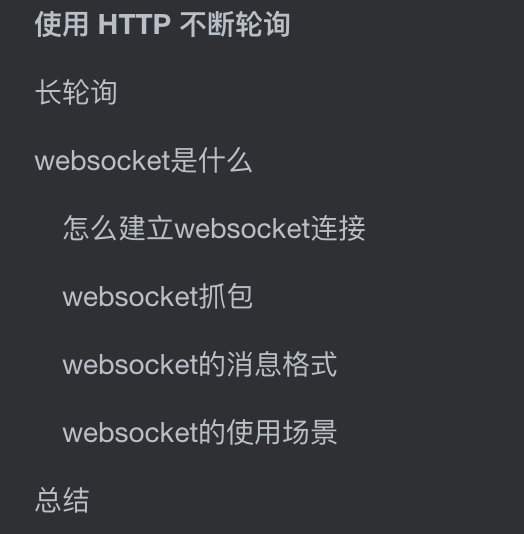 使用 HTTP 不断轮询
长轮询
websocket是什么
怎么建立websocket连接
websocket抓包
websocket的消息格式
websocket的使用场景
总结